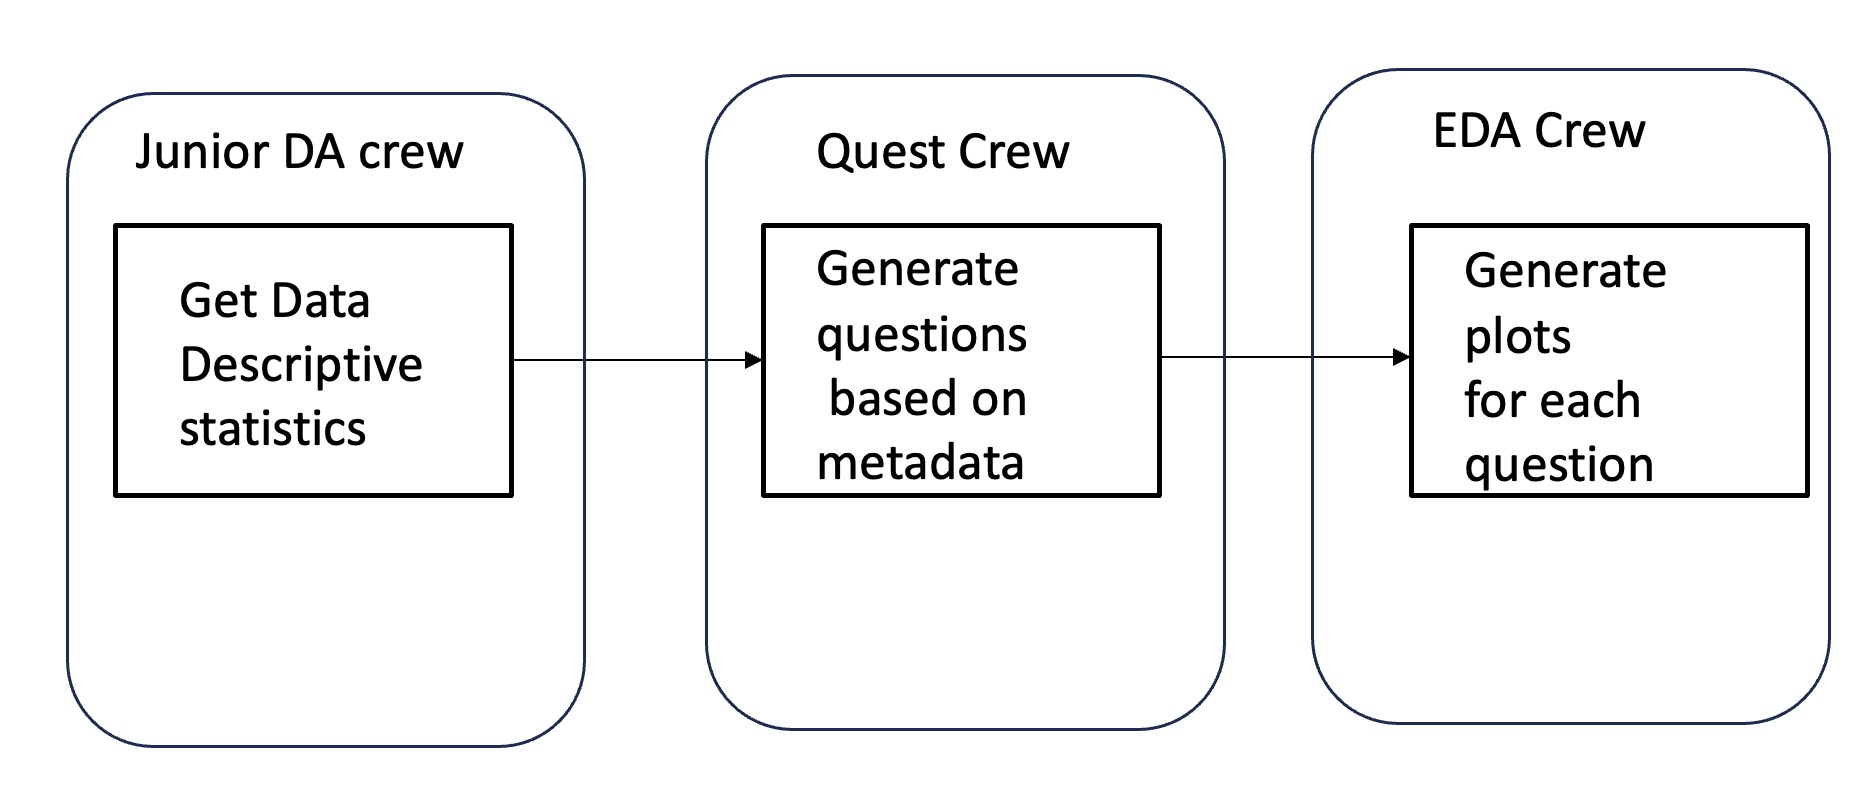 Junior DA crew
Get Data
Descriptive
statistics
Quest Crew
Generate
questions
based on
metadata
EDA Crew
Generate
plots
for each
question